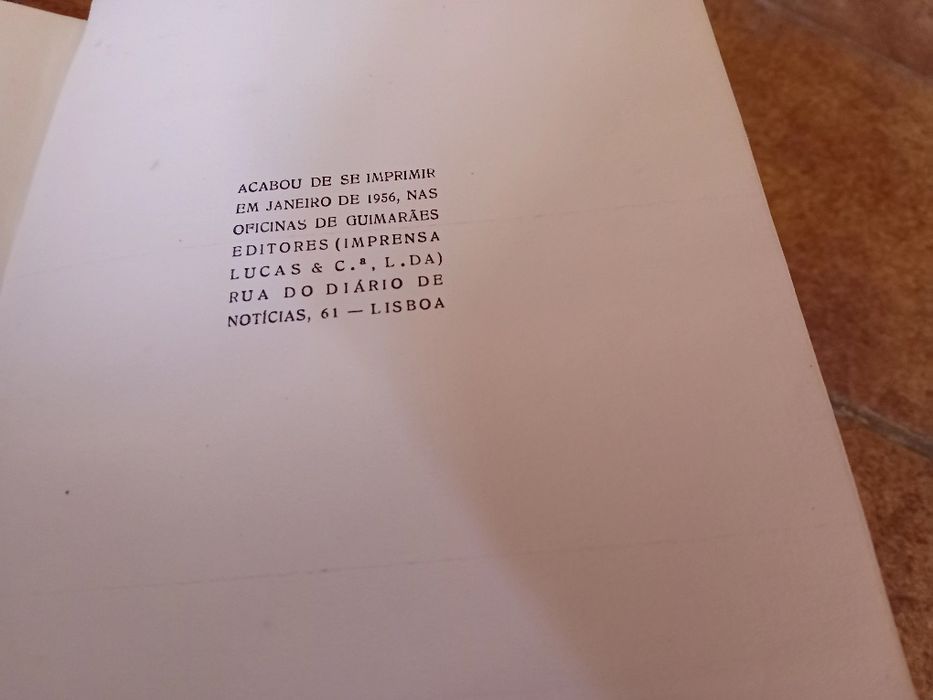 ACABOU DE SE IMPRIMIR
EM JANEIRO DE 1956, NAS
OFICINAS DE GUIMARÃES
EDITORES (IMPRENSA
LUCAS & C.ª, L.DA)
RUA DO DIÁRIO DE
NOTÍCIAS, 61 — LISBOA